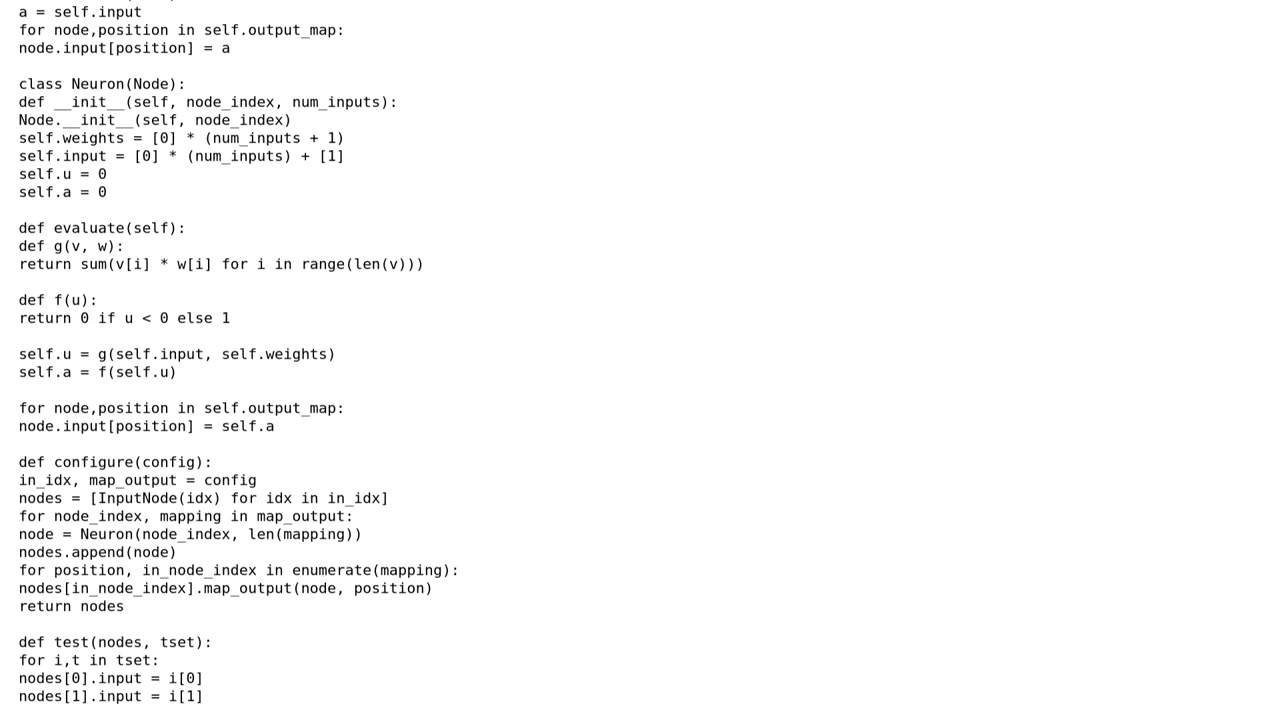 a = self.input
for node,position in self.output_map:
node.input[position] = a

class Neuron(Node):
def __init__(self, node_index, num_inputs):
Node.__init__(self, node_index)
self.weights = [0] * (num_inputs + 1)
self.input = [0] * (num_inputs) + [1]
self.u = 0
self.a = 0

def evaluate(self):
def g(v, w):
return sum(v[i] * w[i] for i in range(len(v)))

def f(u):
return 0 if u < 0 else 1

self.u = g(self.input, self.weights)
self.a = f(self.u)

for node,position in self.output_map:
node.input[position] = self.a

def configure(config):
in_idx, map_output = config
nodes = [InputNode(idx) for idx in in_idx]
for node_index, mapping in map_output:
node = Neuron(node_index, len(mapping))
nodes.append(node)
for position, in_node_index in enumerate(mapping):
nodes[in_node_index].map_output(node, position)
return nodes

def test(nodes, tset):
for i,t in tset:
nodes[0].input = i[0]
nodes[1].input = i[1]